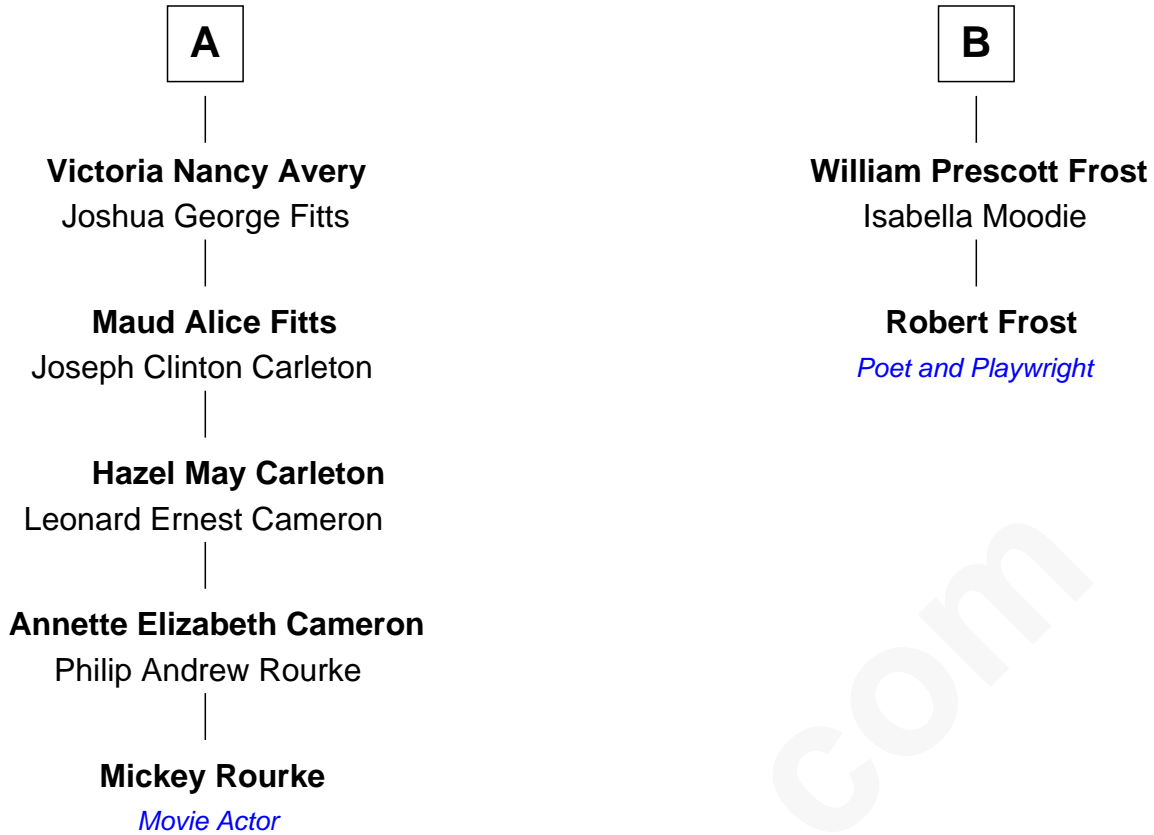 A
Victoria Nancy Avery
Joshua George Fitts
Maud Alice Fitts
Joseph Clinton Carleton
Hazel May Carleton
Leonard Ernest Cameron
Annette Elizabeth Cameron
Philip Andrew Rourke
Mickey Rourke
Movie Actor
B
William Prescott Frost
Isabella Moodie
Robert Frost
Poet and Playwright
com